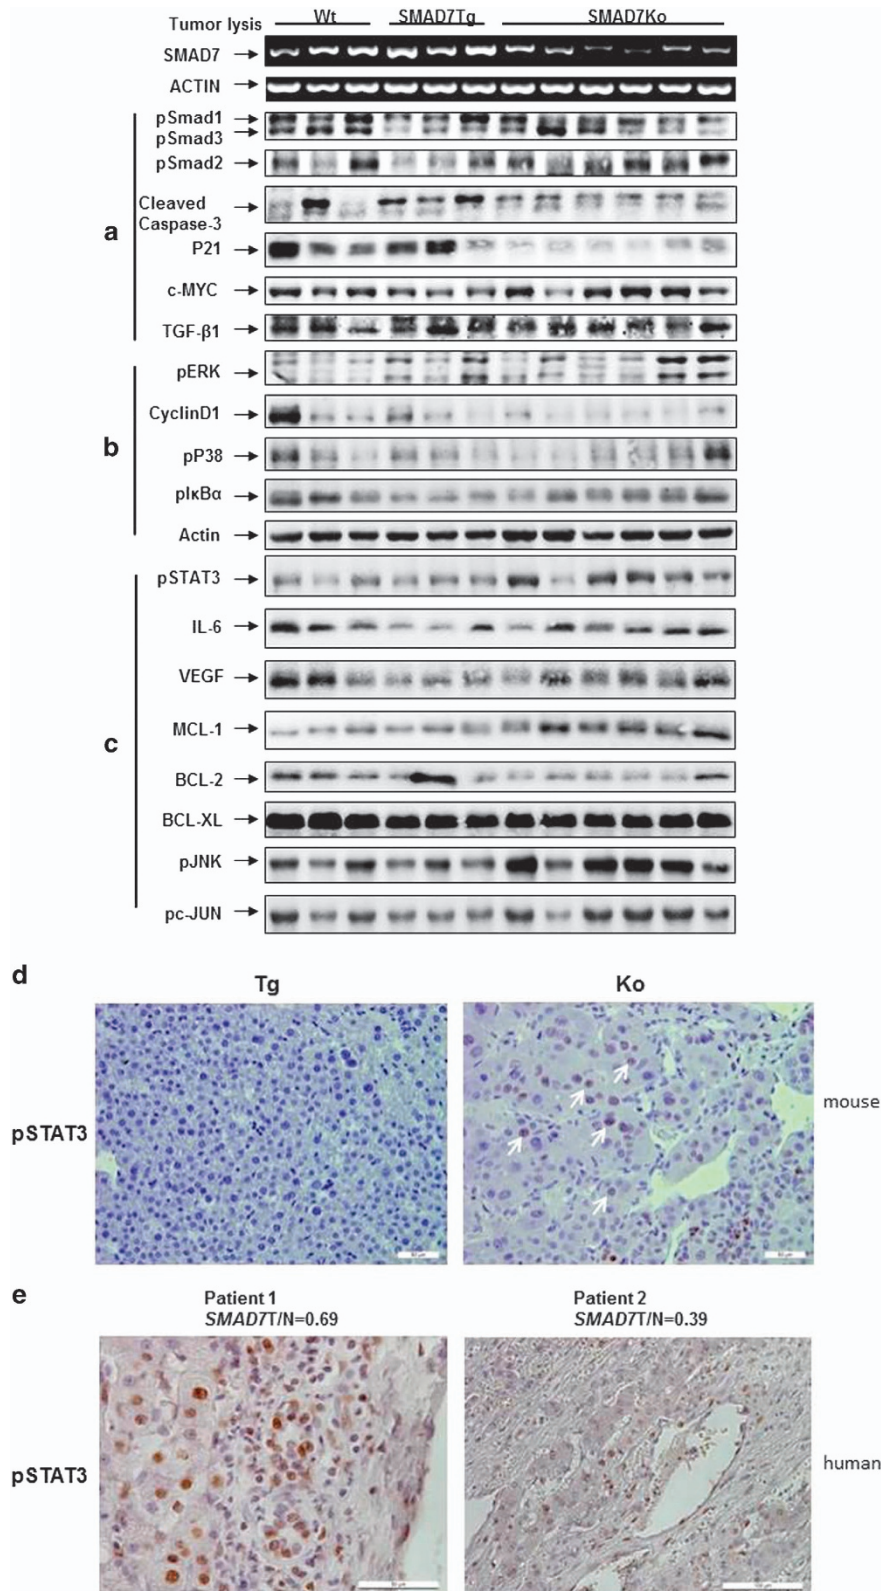 Tumor lysis Wt SMAD7Tg SMAD7Ko
SMAD7
ACTIN
pSmad1
pSmad3
pSmad2
Cleaved
Caspase-3
a
P21
c-MYC
TGF-β1
pERK
CyclinD1
b
pP38
pIκBα
Actin
pSTAT3
IL-6
VEGF
MCL-1
c
BCL-2
BCL-XL
pJNK
pc-JUN
d
Tg Ko
pSTAT3 mouse
e
Patient 1
SMAD7T/N=0.69
Patient 2
SMAD7T/N=0.39
pSTAT3 human